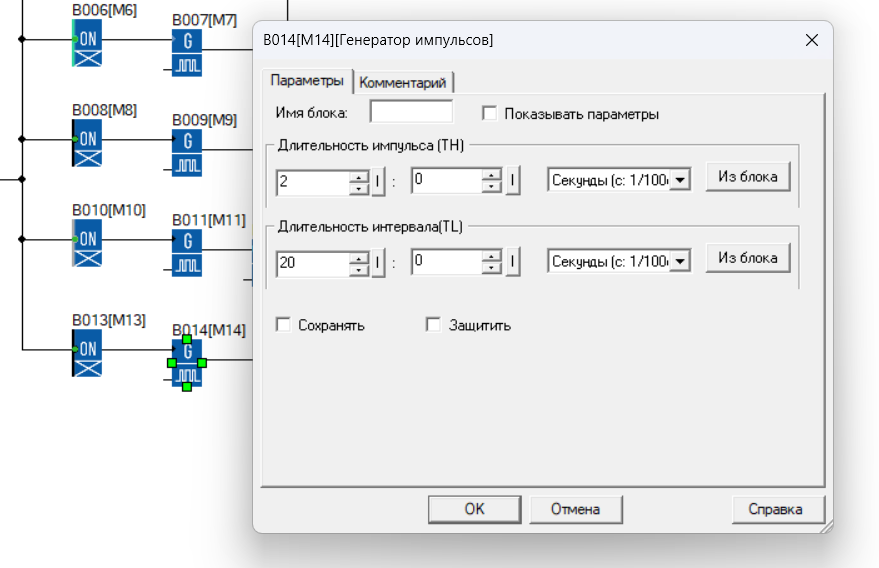 B006[M6]
B007[M7]
ON
G
B008[M8]
B009[M9]
ON
G
B010[M10]
B011[M11]
ON
G
B013[M13]
B014[M14]
ON
G
B014[M14][Генератор импульсов]
Параметры
Комментарий
Имя блока:
Показывать параметры
Длительность импульса (TH)
2
:
0
Секунды (с: 1/100
Из блока
Длительность интервала(TL)
20
:
0
Секунды (с: 1/100
Из блока
Сохранять
Защитить
OK
Отмена
Справка